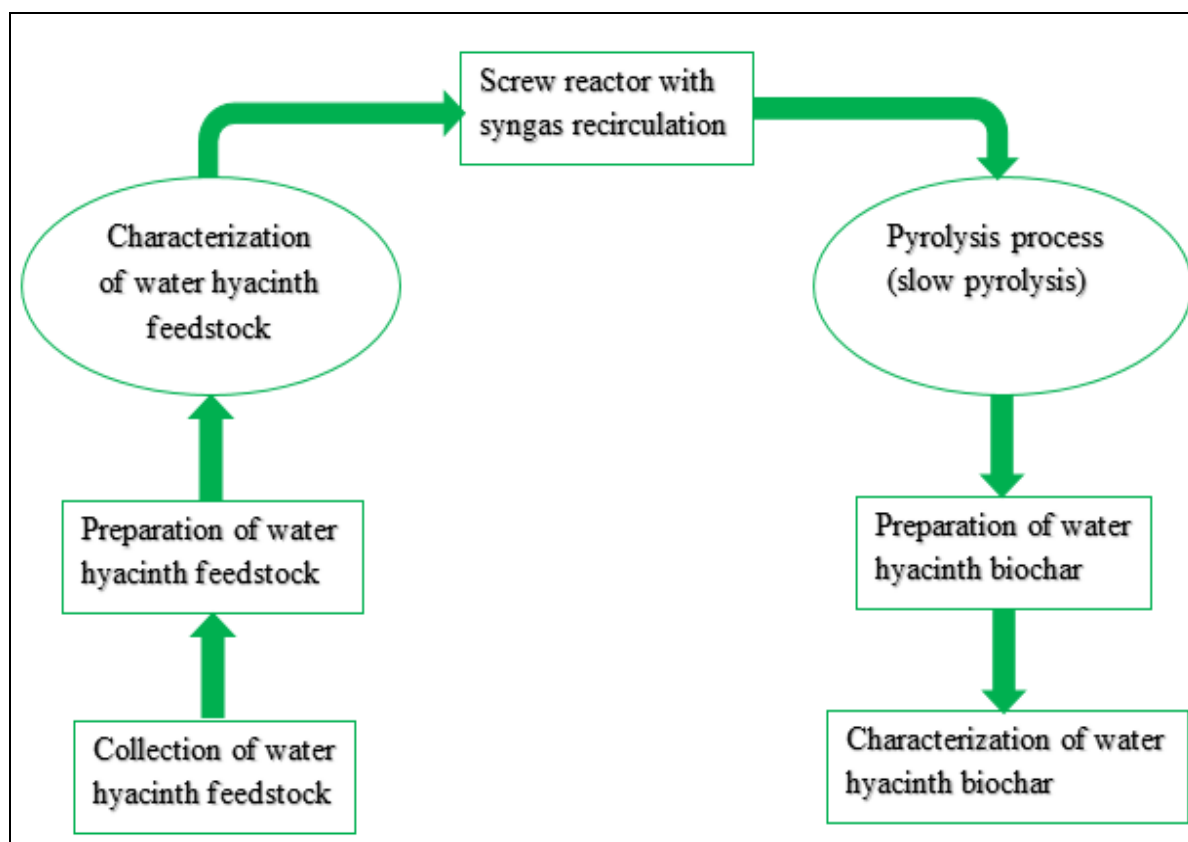 Screw reactor with
syngas recirculation
Characterization
of water hyacinth
feedstock
Pyrolysis process
(slow pyrolysis)
Preparation of water
hyacinth feedstock
Preparation of water
hyacinth biochar
Collection of water
hyacinth feedstock
Characterization of water
hyacinth biochar